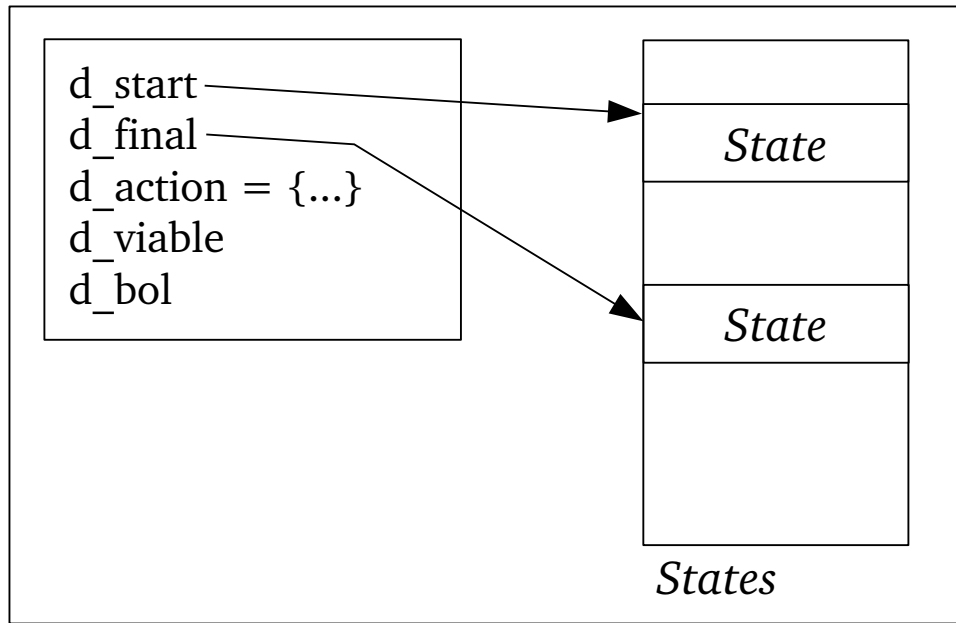 d_start
d_final
d_action = {...}
d_viable
d_bol
State
State
States